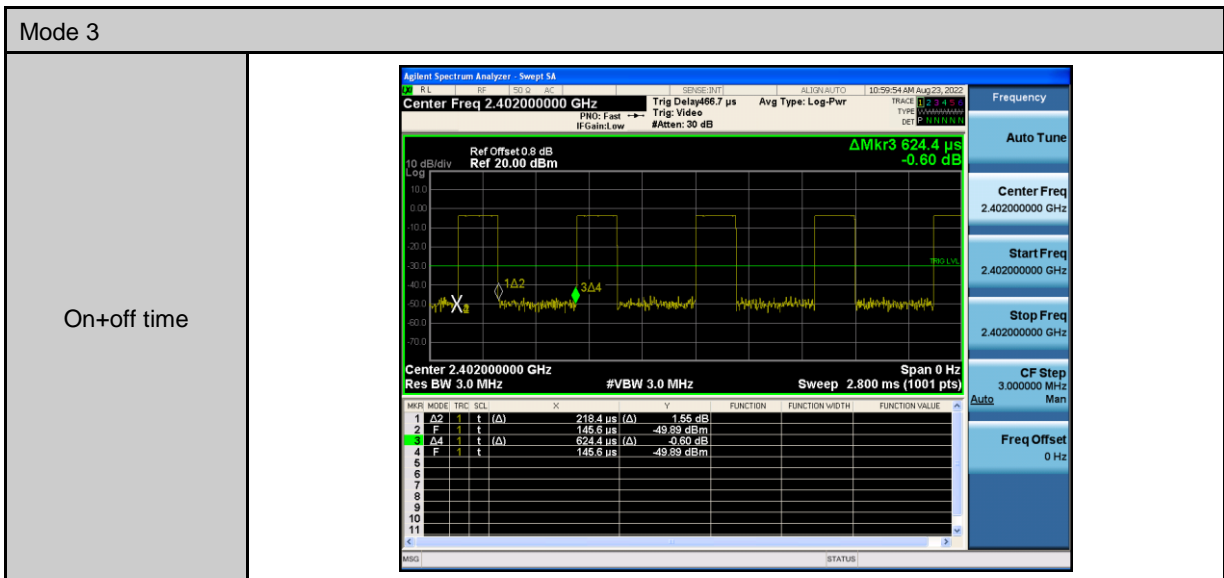 Mode 3
On+off time
Agilent Spectrum Analyzer - Swept SA
RL RF 50 Ω AC SENSE:INT ALIGN AUTO 10:59:54 AM Aug 23, 2022
Center Freq 2.402000000 GHz Trig Delay466.7 µs Avg Type: Log-Pwr TRACE 1 2 3 4 5 6
PNO: Fast Trig: Video TYPE
IFGain:Low #Atten: 30 dB DET P N N N N N
ΔMkr3 624.4 µs
-0.60 dB
Ref Offset 0.8 dB
10 dB/div Ref 20.00 dBm
Log
10.0
0.00
-10.0
-20.0
-30.0 TRIG LVL
-40.0
1Δ2 3Δ4
-50.0
-60.0
-70.0
Center 2.402000000 GHz Span 0 Hz
Res BW 3.0 MHz #VBW 3.0 MHz Sweep 2.800 ms (1001 pts)
MKR MODE TRC SCL X Y FUNCTION FUNCTION WIDTH FUNCTION VALUE
1 Δ2 1 t (Δ) 218.4 µs (Δ) 1.55 dB
2 F 1 t 145.6 µs -49.89 dBm
3 Δ4 1 t (Δ) 624.4 µs (Δ) -0.60 dB
4 F 1 t 145.6 µs -49.89 dBm
5
6
7
8
9
10
11
MSG STATUS
Frequency
Auto Tune
Center Freq
2.402000000 GHz
Start Freq
2.402000000 GHz
Stop Freq
2.402000000 GHz
CF Step
3.000000 MHz
Auto Man
Freq Offset
0 Hz